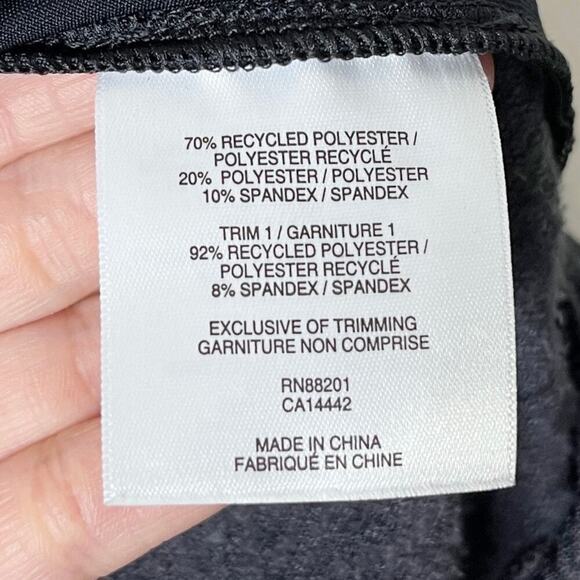 70% RECYCLED POLYESTER /
POLYESTER RECYCLÉ
20% POLYESTER / POLYESTER
10% SPANDEX / SPANDEX
TRIM 1 / GARNITURE 1
92% RECYCLED POLYESTER /
POLYESTER RECYCLÉ
8% SPANDEX / SPANDEX
EXCLUSIVE OF TRIMMING
GARNITURE NON COMPRISE
RN88201
CA14442
MADE IN CHINA
FABRIQUÉ EN CHINE